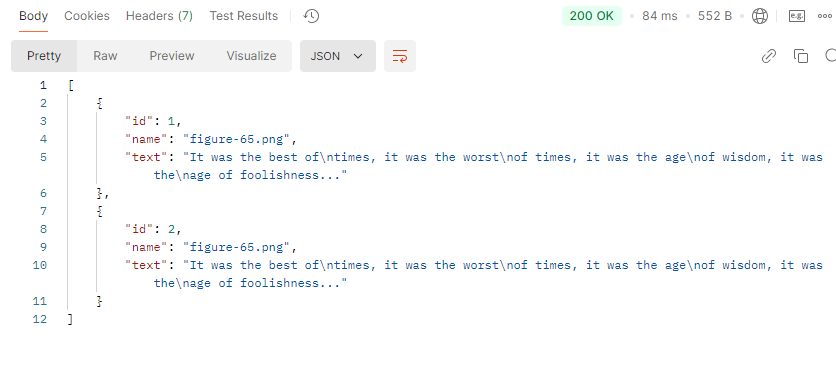 Body Cookies Headers (7) Test Results 200 OK 84 ms 552 B e.g.
Pretty Raw Preview Visualize JSON
1 [
2 {
3 "id": 1,
4 "name": "figure-65.png",
5 "text": "It was the best of\ntimes, it was the worst\nof times, it was the age\nof wisdom, it was
the\nage of foolishness..."
6 },
7 {
8 "id": 2,
9 "name": "figure-65.png",
10 "text": "It was the best of\ntimes, it was the worst\nof times, it was the age\nof wisdom, it was
the\nage of foolishness..."
11 }
12 ]